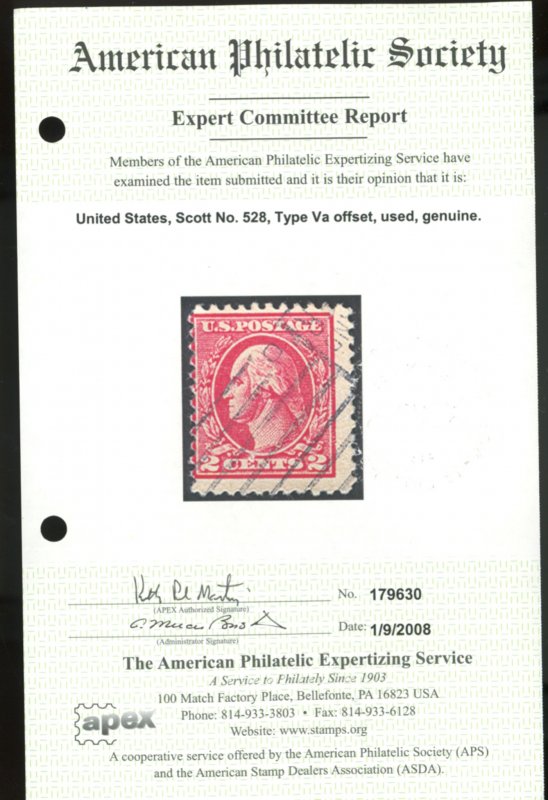 American Philatelic Society
Expert Committee Report
Members of the American Philatelic Expertizing Service have
examined the item submitted and it is their opinion that it is:
United States, Scott No. 528, Type Va offset, used, genuine.
U.S. POSTAGE
2 CENTS 2
No. 179630
(APEX Authorized Signature)
Date: 1/9/2008
(Administrator Signature)
The American Philatelic Expertizing Service
A Service to Philately Since 1903
100 Match Factory Place, Bellefonte, PA 16823 USA
Phone: 814-933-3803 • Fax: 814-933-6128
Website: www.stamps.org
apex
A cooperative service offered by the American Philatelic Society (APS)
and the American Stamp Dealers Association (ASDA).